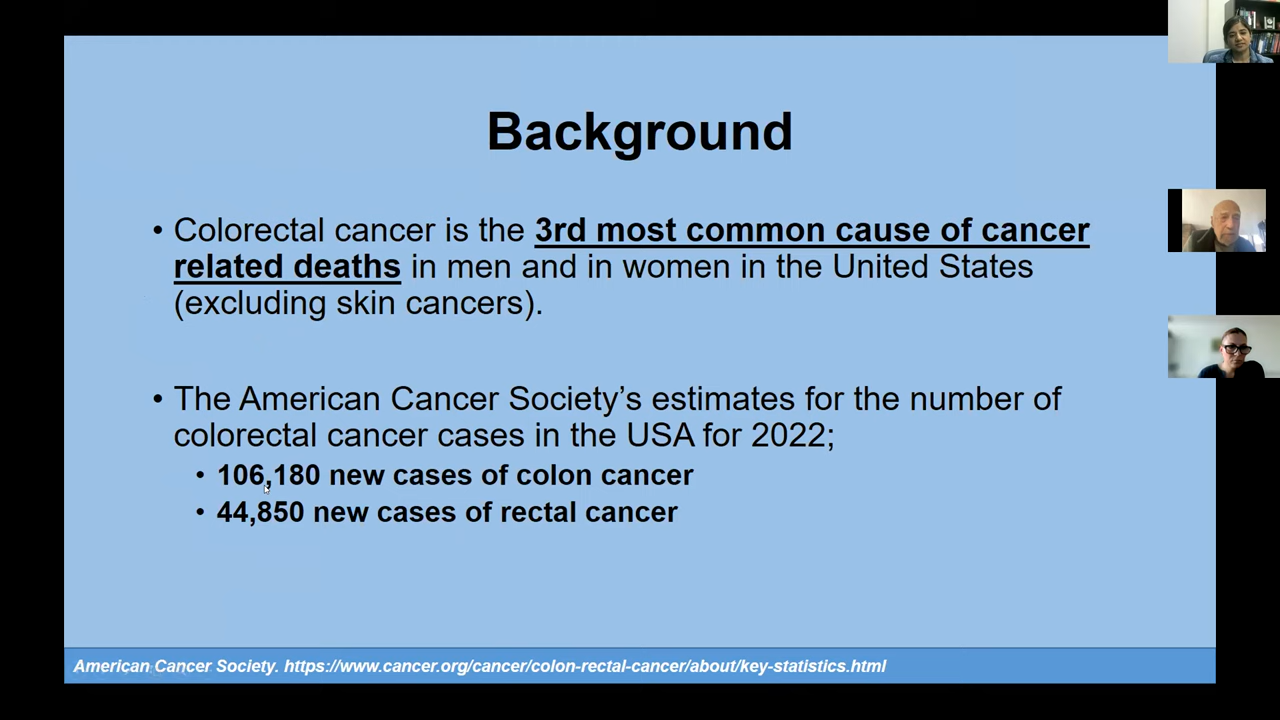 Background
• Colorectal cancer is the 3rd most common cause of cancer
related deaths in men and in women in the United States
(excluding skin cancers).
• The American Cancer Society’s estimates for the number of
colorectal cancer cases in the USA for 2022;
• 106,180 new cases of colon cancer
• 44,850 new cases of rectal cancer
American Cancer Society. https://www.cancer.org/cancer/colon-rectal-cancer/about/key-statistics.html